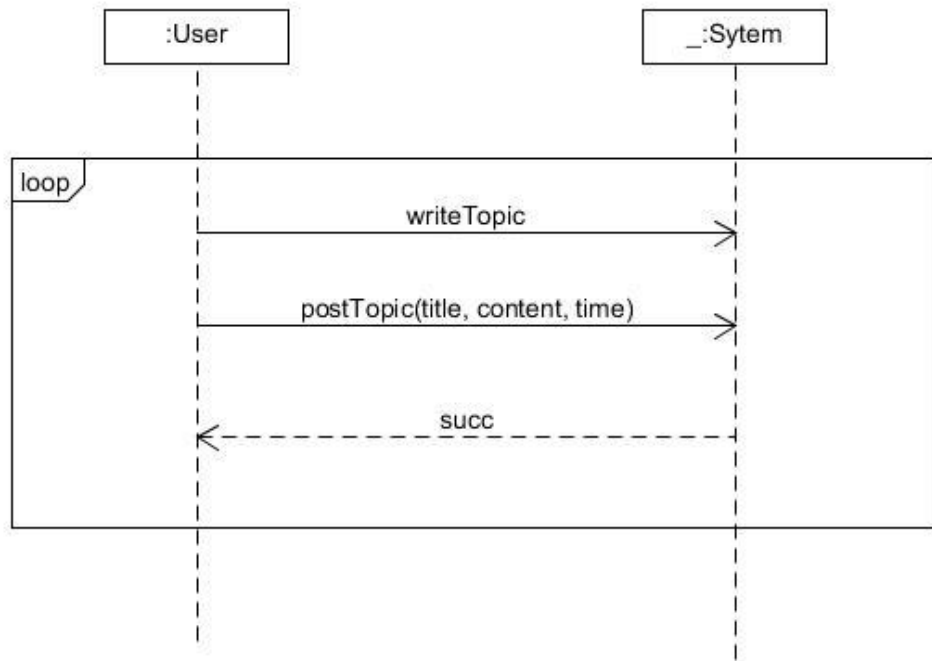 :User
_:Sytem
loop
writeTopic
postTopic(title, content, time)
succ